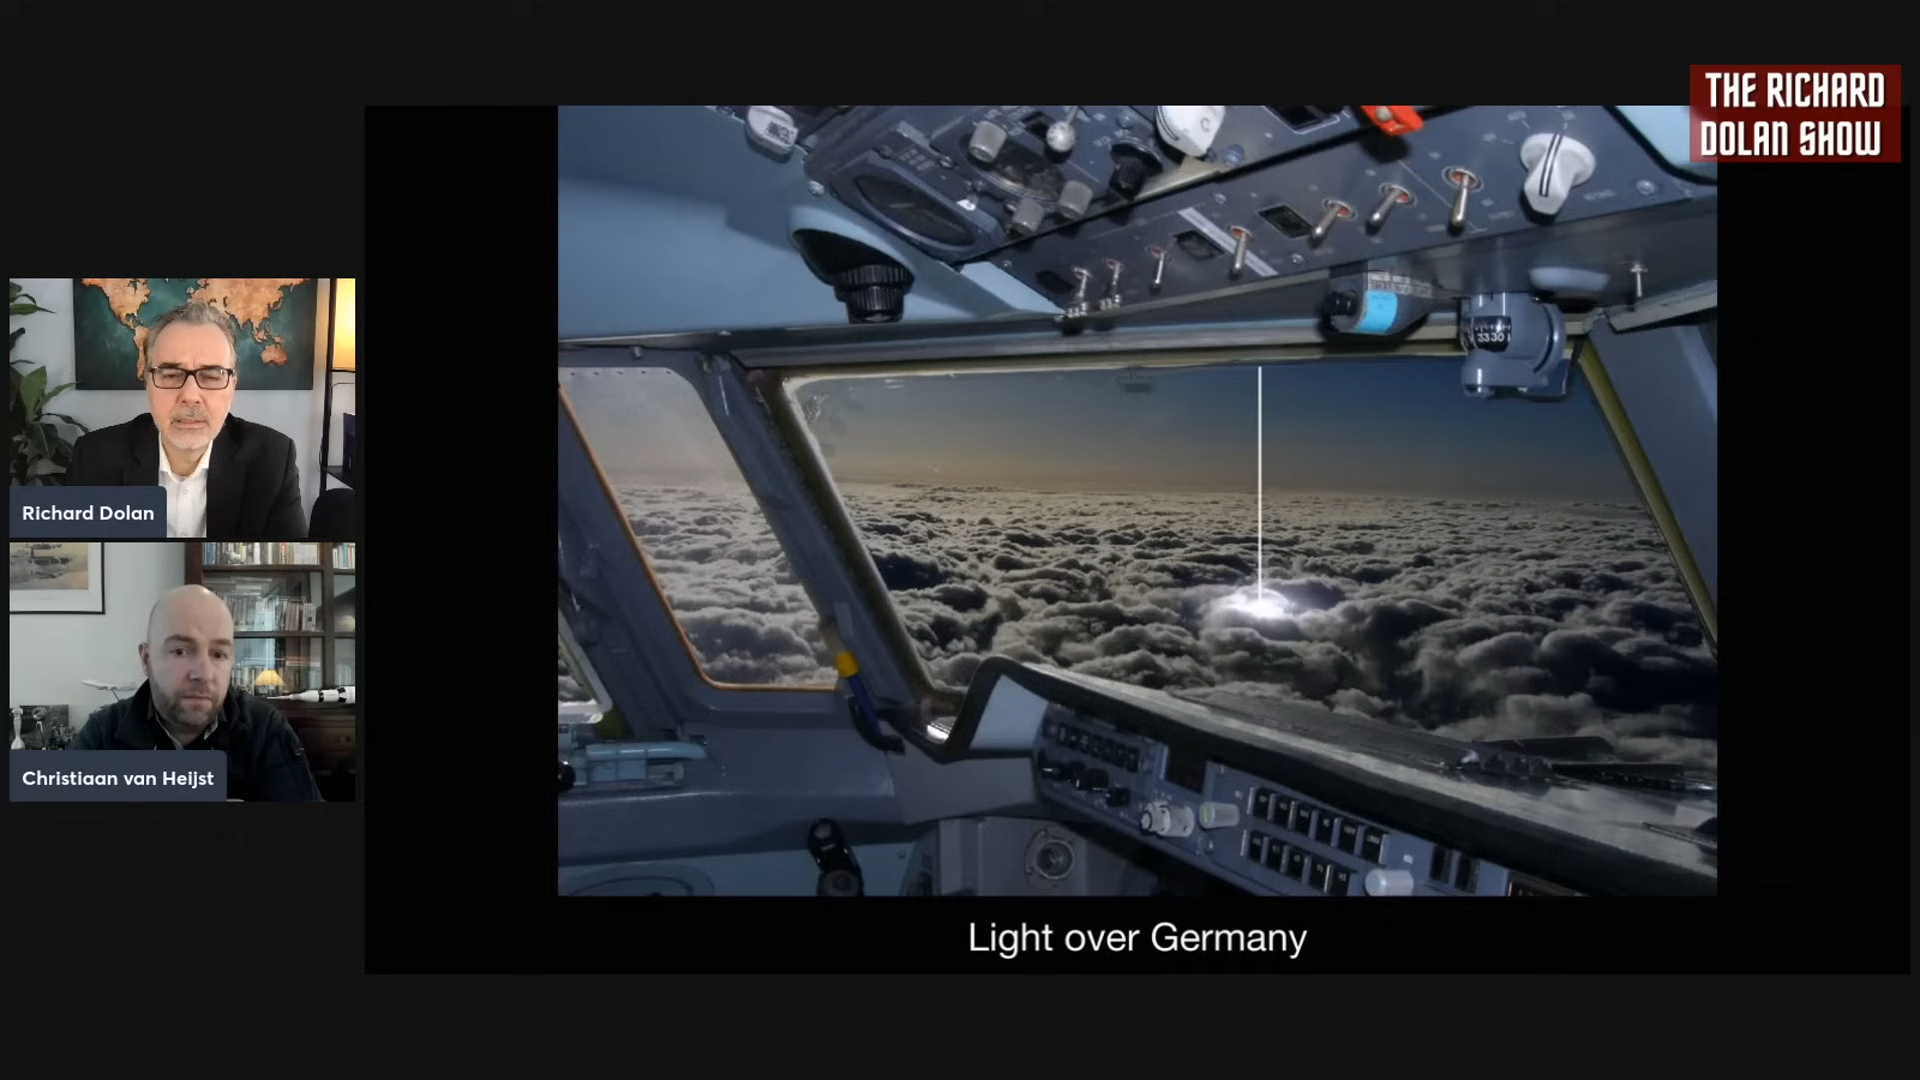 THE RICHARD
DOLAN SHOW
Richard Dolan
Christiaan van Heijst
C
3330
Light over Germany